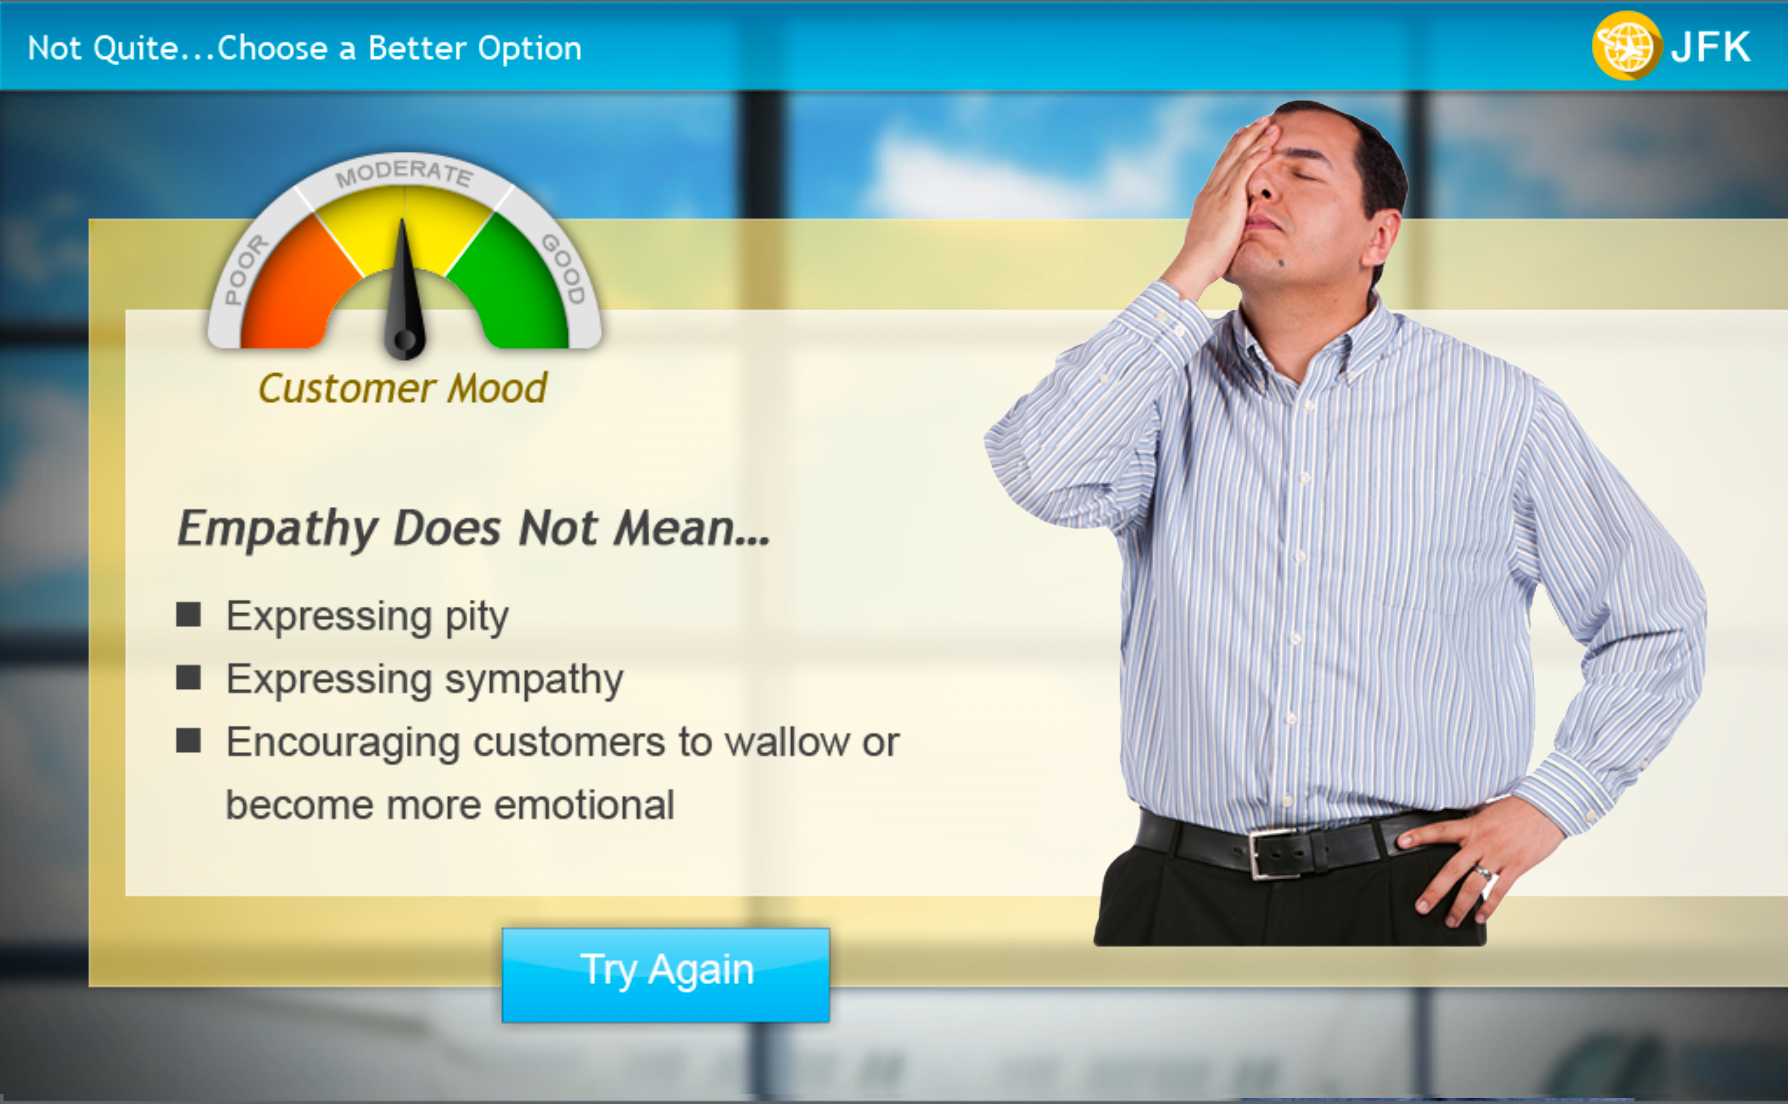 Not Quite...Choose a Better Option
JFK
POOR
MODERATE
GOOD
Customer Mood
Empathy Does Not Mean...
Expressing pity
Expressing sympathy
Encouraging customers to wallow or
become more emotional
Try Again